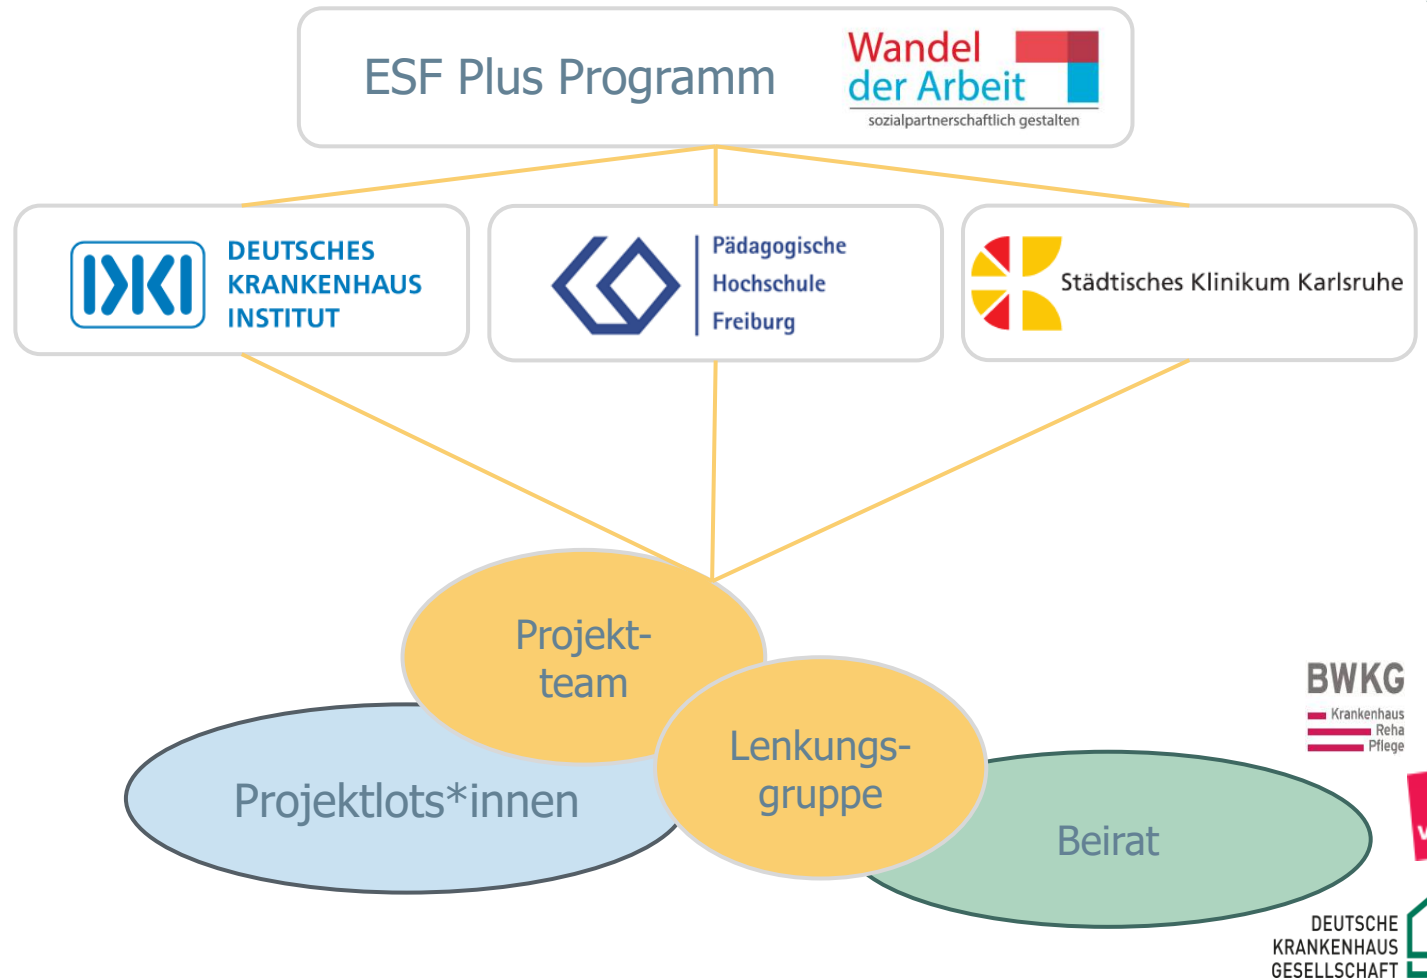 ESF Plus Programm
Wandel
der Arbeit
sozialpartnerschaftlich gestalten
DKI
DEUTSCHES
KRANKENHAUS
INSTITUT
Pädagogische
Hochschule
Freiburg
Städtisches Klinikum Karlsruhe
Projekt-
team
Lenkungs-
gruppe
Projektlots*innen
Beirat
BWKG
Krankenhaus
Reha
Pflege
v
DEUTSCHE
KRANKENHAUS
GESELLSCHAFT